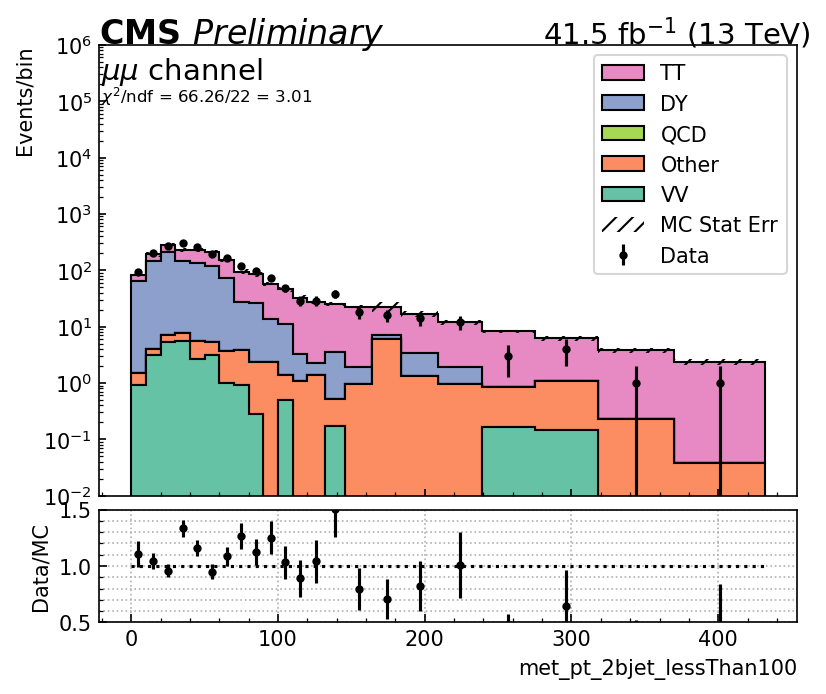 CMS Preliminary 41.5 fb⁻¹ (13 TeV)
μμ channel
χ²/ndf = 66.26/22 = 3.01
Events/bin
10⁶
10⁵
10⁴
10³
10²
10¹
10⁰
10⁻¹
10⁻²
TT
DY
QCD
Other
VV
MC Stat Err
Data
Data/MC
1.5
1.0
0.5
0 100 200 300 400
met_pt_2bjet_lessThan100